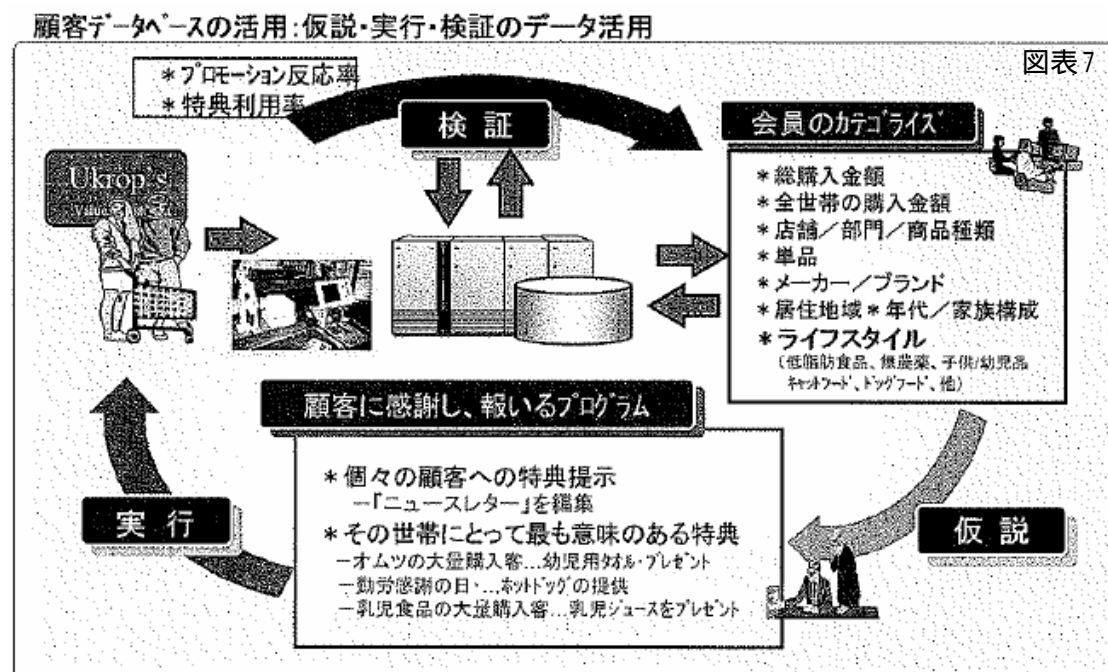 顧客データベースの活用:仮説・実行・検証のデータ活用
図表7
*プロモーション反応率
*特典利用率
検 証
会員のカテゴライズ
Ukrop's
*総購入金額
*全世帯の購入金額
*店舗/部門/商品種類
*単品
*メーカー/ブランド
*居住地域*年代/家族構成
*ライフスタイル
(低脂肪食品、無農薬、子供/幼児品
キャットフード、ドッグフード、他)
顧客に感謝し、報いるプログラム
*個々の顧客への特典提示
ー『ニュースレター』を編集
*その世帯にとって最も意味のある特典
ーオムツの大量購入客…幼児用タオル・プレゼント
ー勤労感謝の日・…ホットドッグの提供
ー乳児食品の大量購入客…乳児ジュースをプレゼント
実 行
仮 説